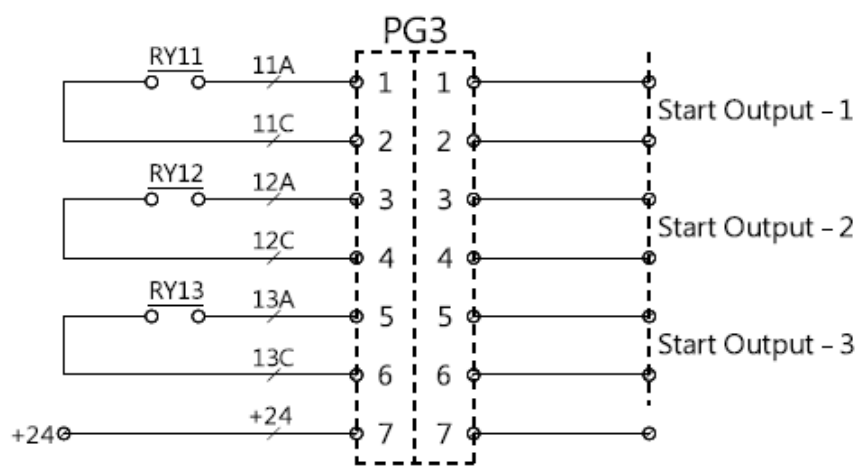 PG3
RY11 11A 1 1
Start Output – 1
11C 2 2
RY12 12A 3 3
Start Output – 2
12C 4 4
RY13 13A 5 5
Start Output – 3
13C 6 6
+24 +24 7 7